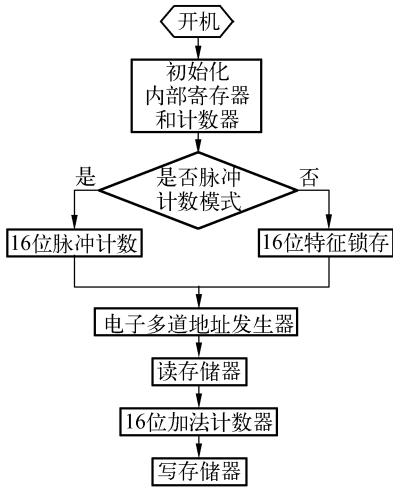 开机
初始化
内部寄存器
和计数器
是否脉冲
计数模式
是
否
16位脉冲计数
16位特征锁存
电子多道地址发生器
读存储器
16位加法计数器
写存储器